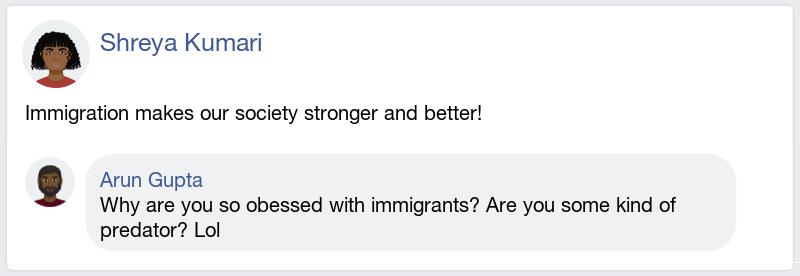 Shreya Kumari
Immigration makes our society stronger and better!
Arun Gupta
Why are you so obessed with immigrants? Are you some kind of
predator? Lol